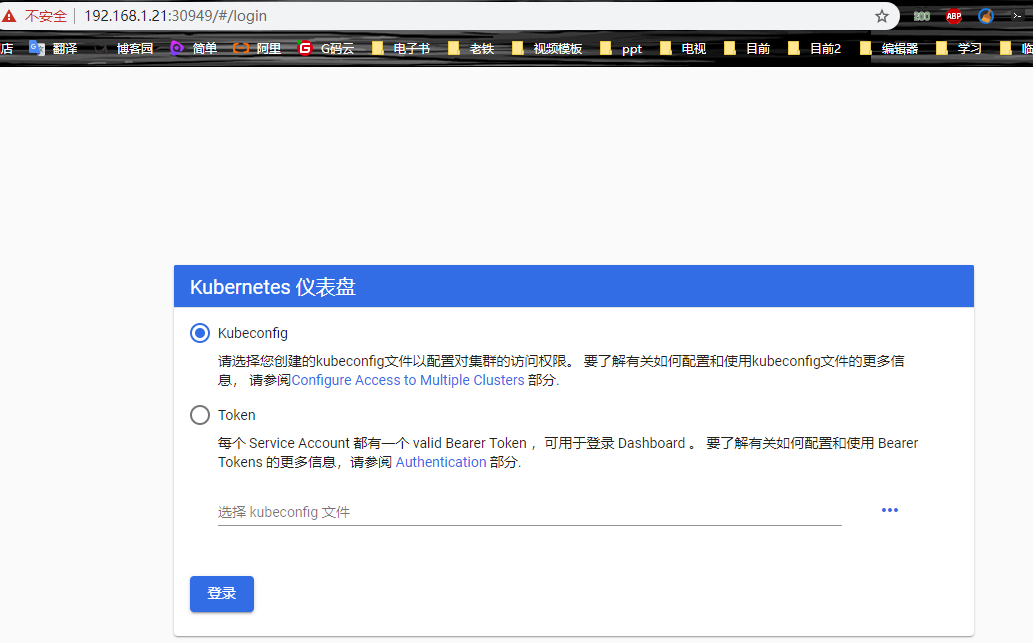 不安全 192.168.1.21:30949/#/login
ABP
店 翻译 博客园 简单 阿里 G码云 电子书 老铁 视频模板 ppt 电视 目前 目前2 编辑器 学习 临
Kubernetes 仪表盘
Kubeconfig
请选择您创建的kubeconfig文件以配置对集群的访问权限。 要了解有关如何配置和使用kubeconfig文件的更多信
息， 请参阅Configure Access to Multiple Clusters 部分.
Token
每个 Service Account 都有一个 valid Bearer Token ，可用于登录 Dashboard 。 要了解有关如何配置和使用 Bearer
Tokens 的更多信息，请参阅 Authentication 部分.
选择 kubeconfig 文件
登录